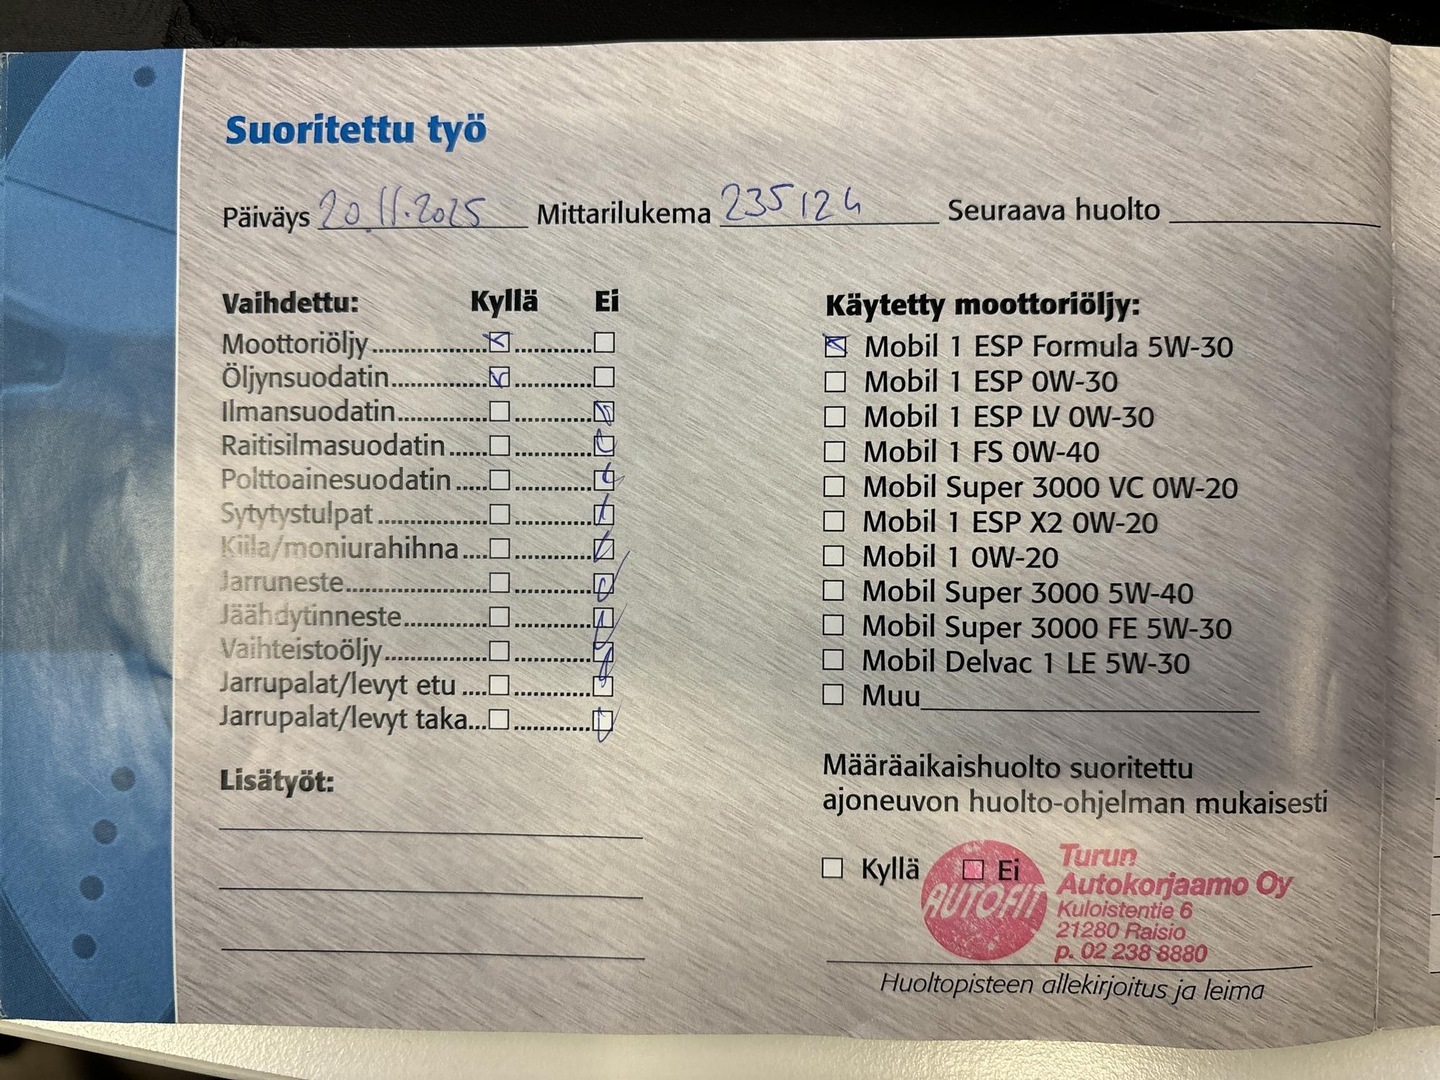 Suoritettu työ
Päiväys 20.11.2025 Mittarilukema 235124 Seuraava huolto
Vaihdettu: Kyllä Ei
Moottoriöljy
Öljynsuodatin
Ilmansuodatin
Raitisilmasuodatin
Polttoainesuodatin
Sytytystulpat
Kiila/moniurahihna
Jarruneste
Jäähdytinneste
Vaihteistoöljy
Jarrupalat/levyt etu
Jarrupalat/levyt taka
Lisätyöt:
Käytetty moottoriöljy:
Mobil 1 ESP Formula 5W-30
Mobil 1 ESP 0W-30
Mobil 1 ESP LV 0W-30
Mobil 1 FS 0W-40
Mobil Super 3000 VC 0W-20
Mobil 1 ESP X2 0W-20
Mobil 1 0W-20
Mobil Super 3000 5W-40
Mobil Super 3000 FE 5W-30
Mobil Delvac 1 LE 5W-30
Muu
Määräaikaishuolto suoritettu
ajoneuvon huolto-ohjelman mukaisesti
Kyllä Ei
AUTOFIT
Turun
Autokorjaamo Oy
Kuloistentie 6
21280 Raisio
p. 02 238 8880
Huoltopisteen allekirjoitus ja leima